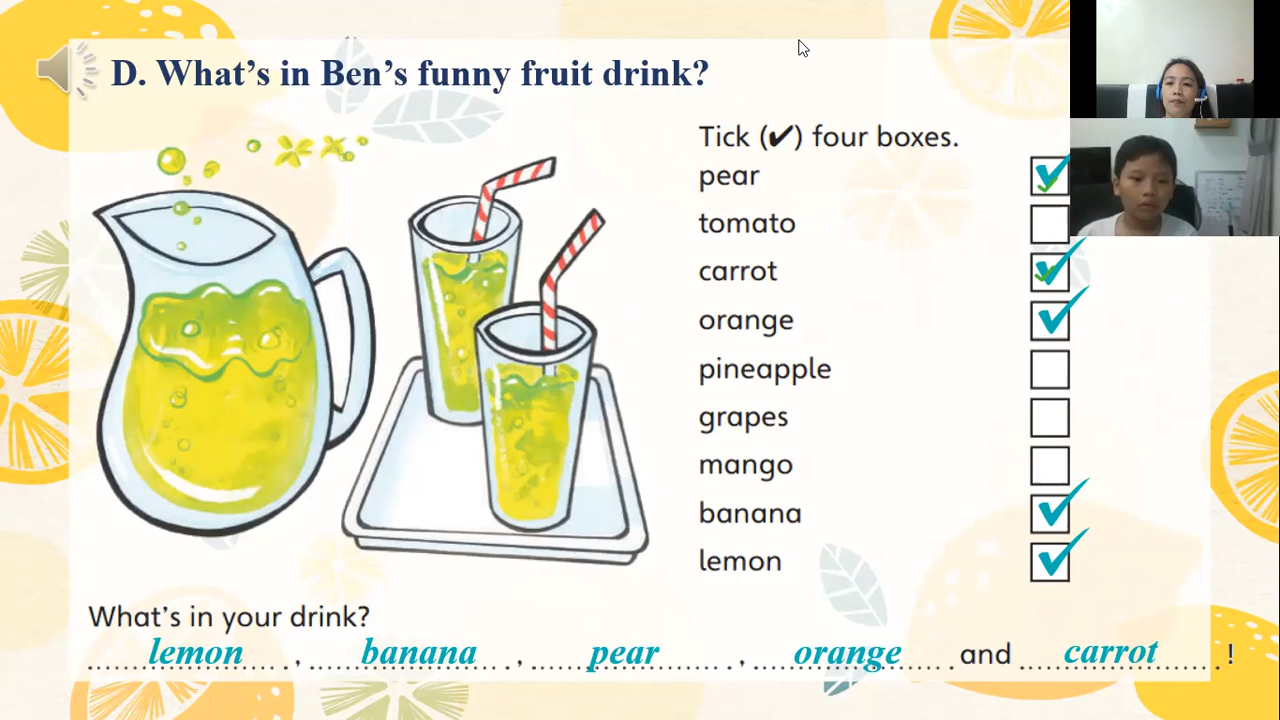 D. What’s in Ben’s funny fruit drink?
Tick (✔) four boxes.
pear
tomato
carrot
orange
pineapple
grapes
mango
banana
lemon
What’s in your drink?
lemon, banana, pear, orange and carrot!